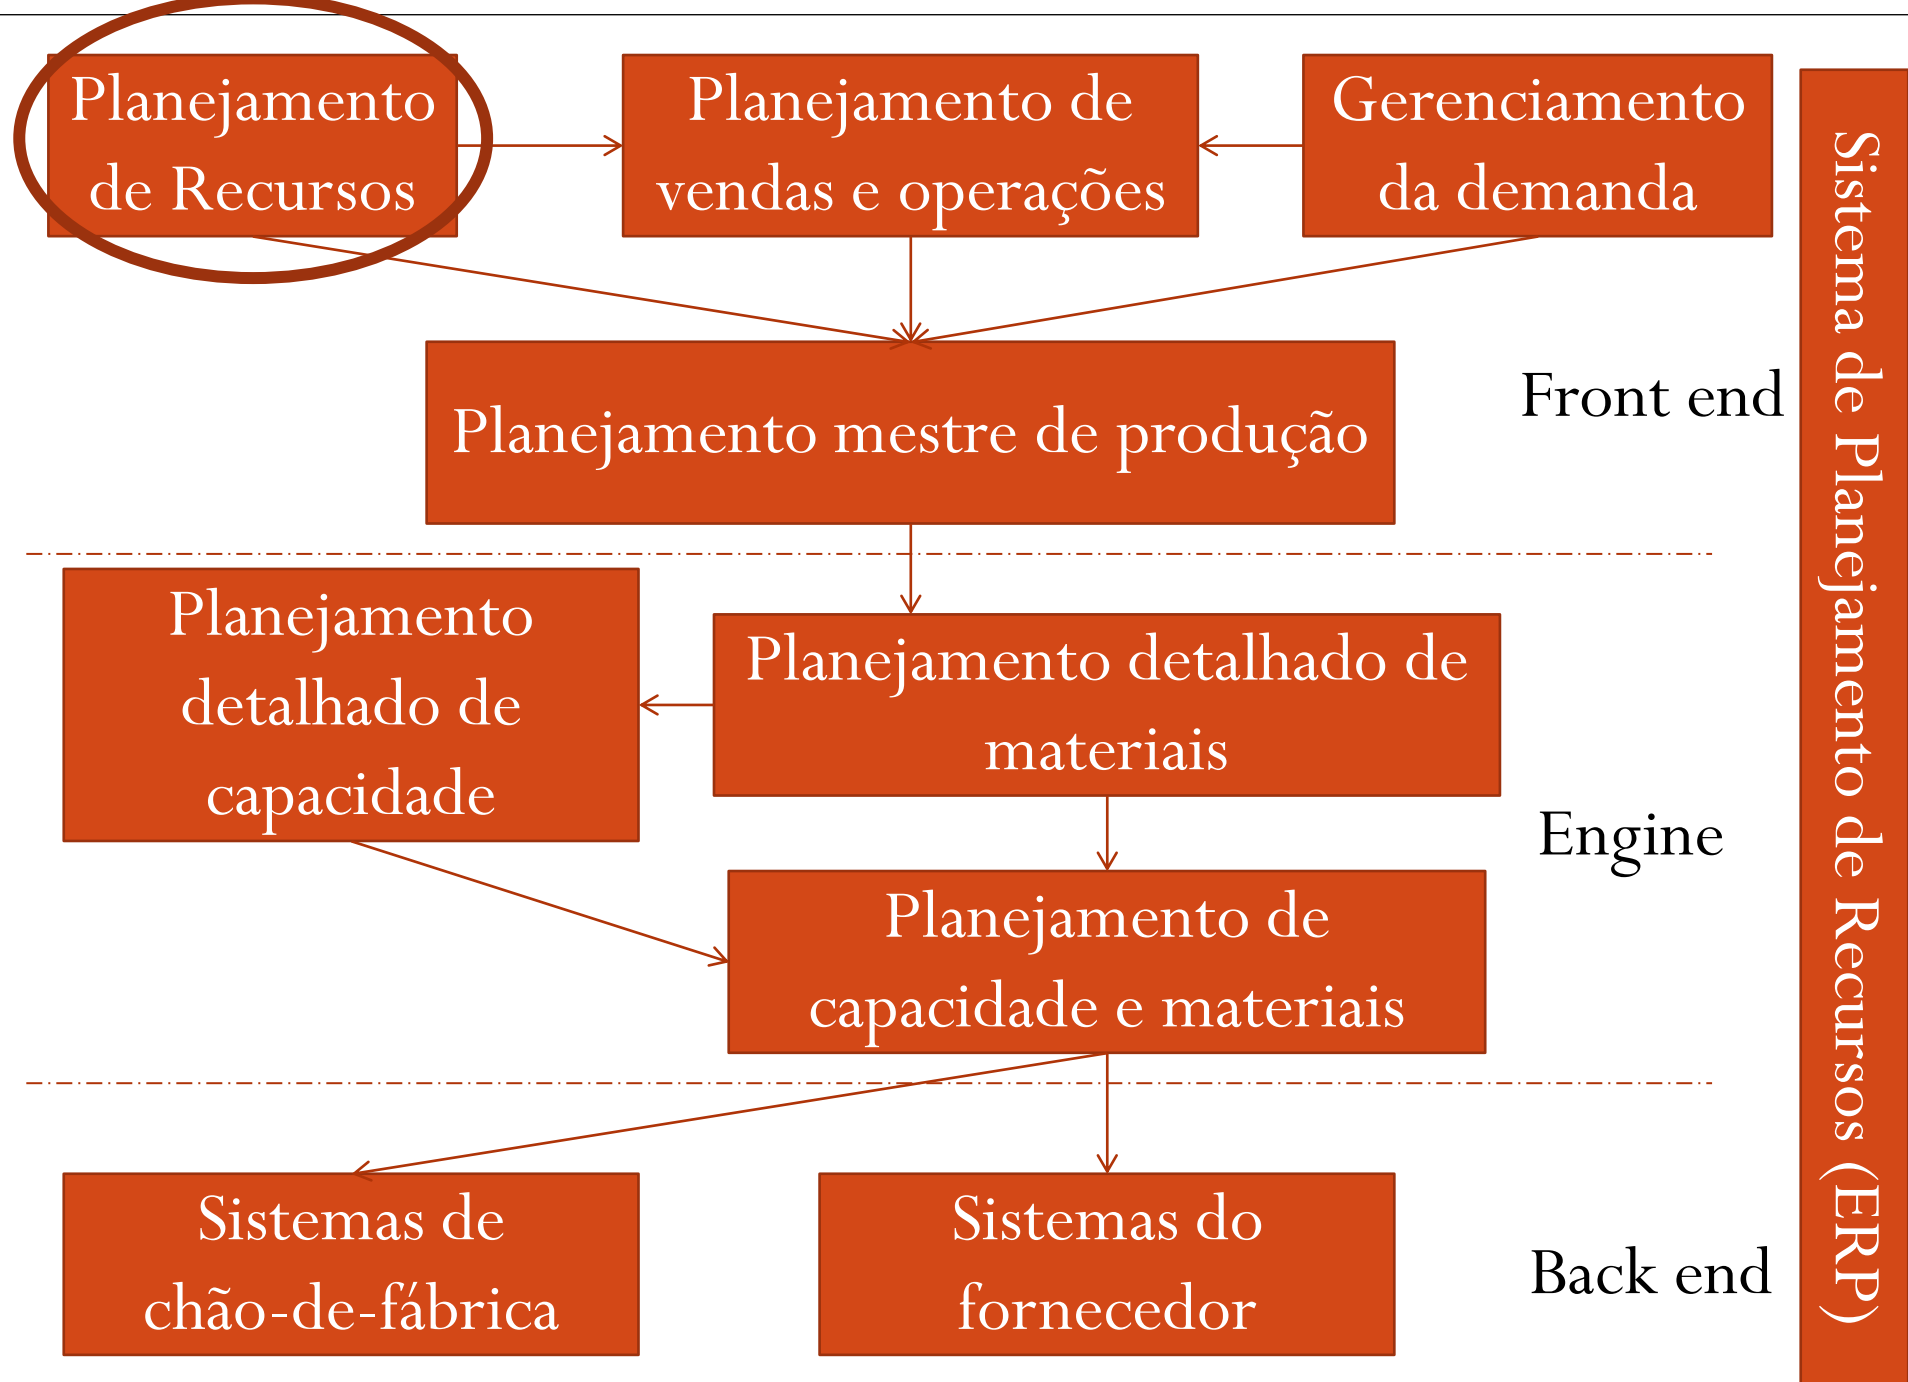 Planejamento
de Recursos
Planejamento de
vendas e operações
Gerenciamento
da demanda
Planejamento mestre de produção
Front end
Planejamento
detalhado de
capacidade
Planejamento detalhado de
materiais
Engine
Planejamento de
capacidade e materiais
Sistemas de
chão-de-fábrica
Sistemas do
fornecedor
Back end
Sistema de Planejamento de Recursos (ERP)